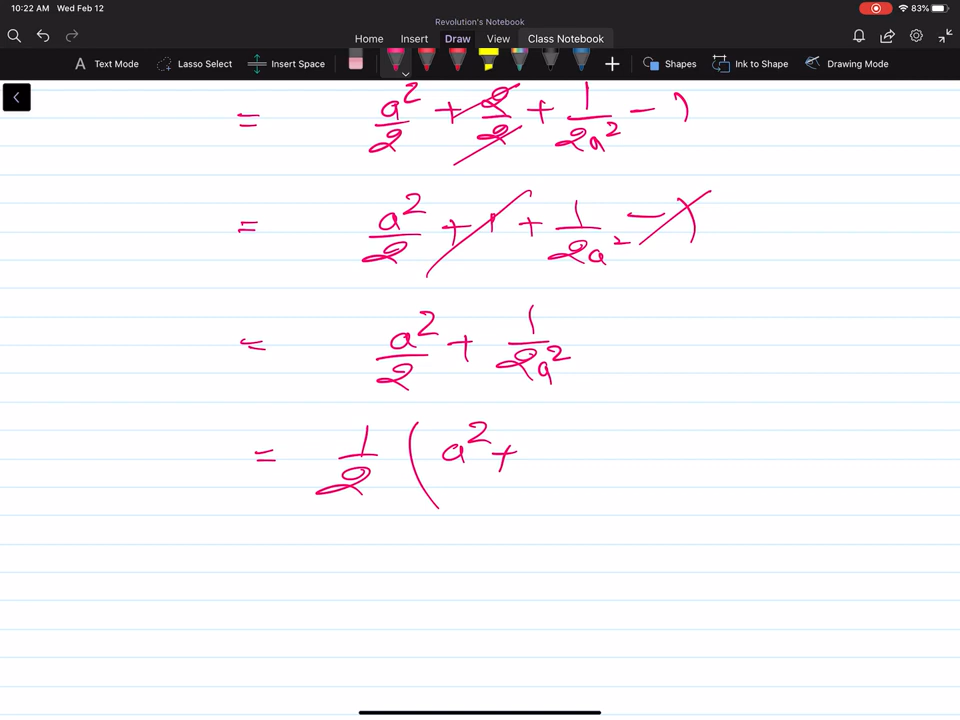 10:22 AM Wed Feb 12
83%
Revolution's Notebook
Home Insert Draw View Class Notebook
Text Mode Lasso Select Insert Space Shapes Ink to Shape Drawing Mode
= a²/2 + 2/2 + 1/2a² - 1
= a²/2 + 1 + 1/2a² - 1
= a²/2 + 1/2a²
= 1/2 ( a² +